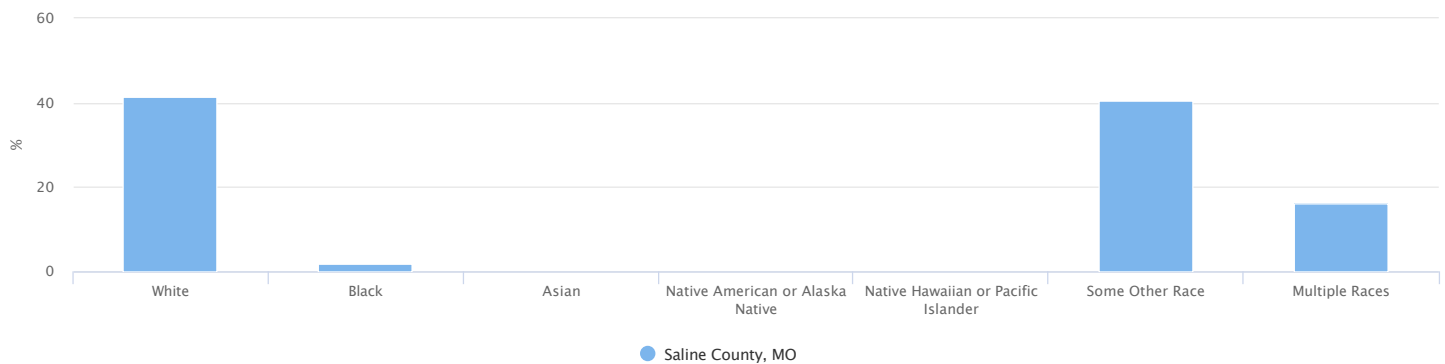 60
40
%
20
0
White
Black
Asian
Native American or Alaska
Native
Native Hawaiian or Pacific
Islander
Some Other Race
Multiple Races
Saline County, MO